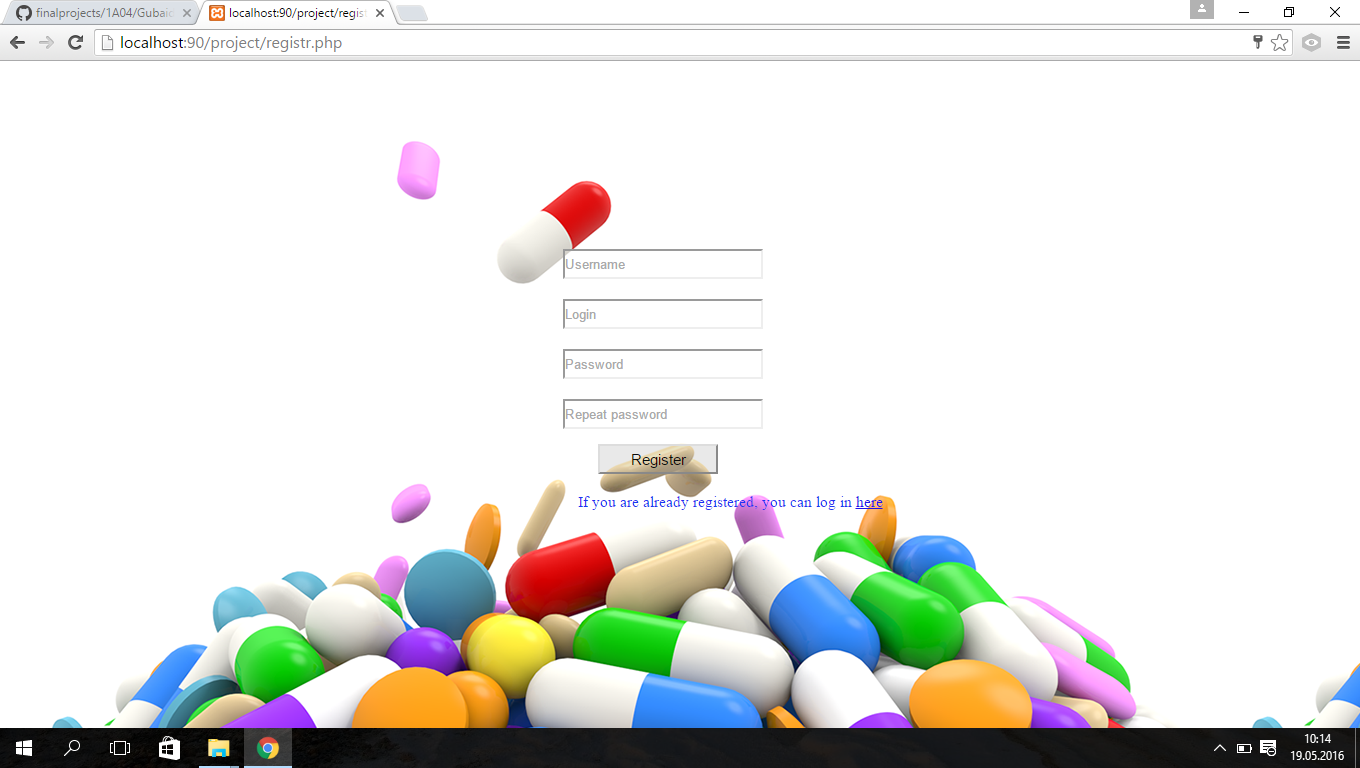 finalprojects/1A04/Gubaid
localhost:90/project/regist
localhost:90/project/registr.php
Username
Login
Password
Repeat password
Register
If you are already registered, you can log in here
10:14
19.05.2016